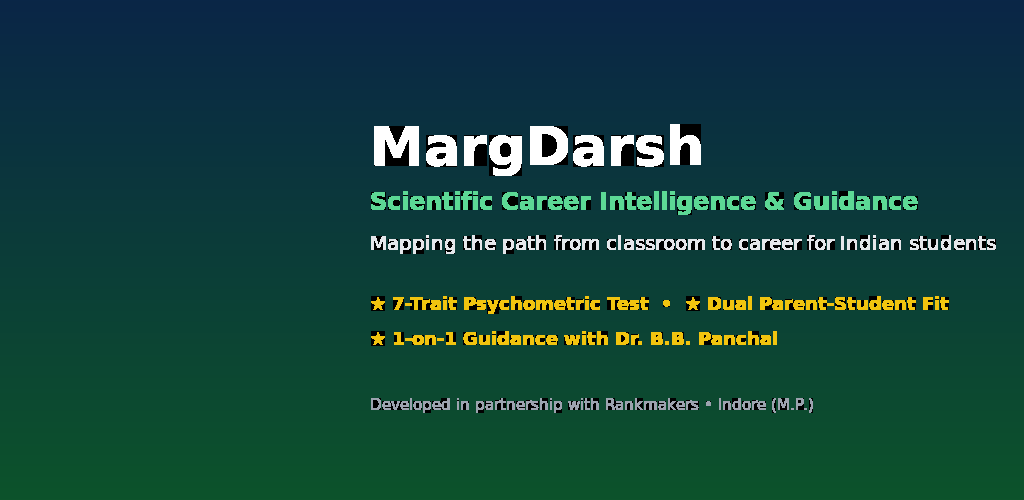 MargDarsh
Scientific Career Intelligence & Guidance
Mapping the path from classroom to career for Indian students
★ 7-Trait Psychometric Test • ★ Dual Parent-Student Fit
★ 1-on-1 Guidance with Dr. B.B. Panchal
Developed in partnership with Rankmakers • Indore (M.P.)